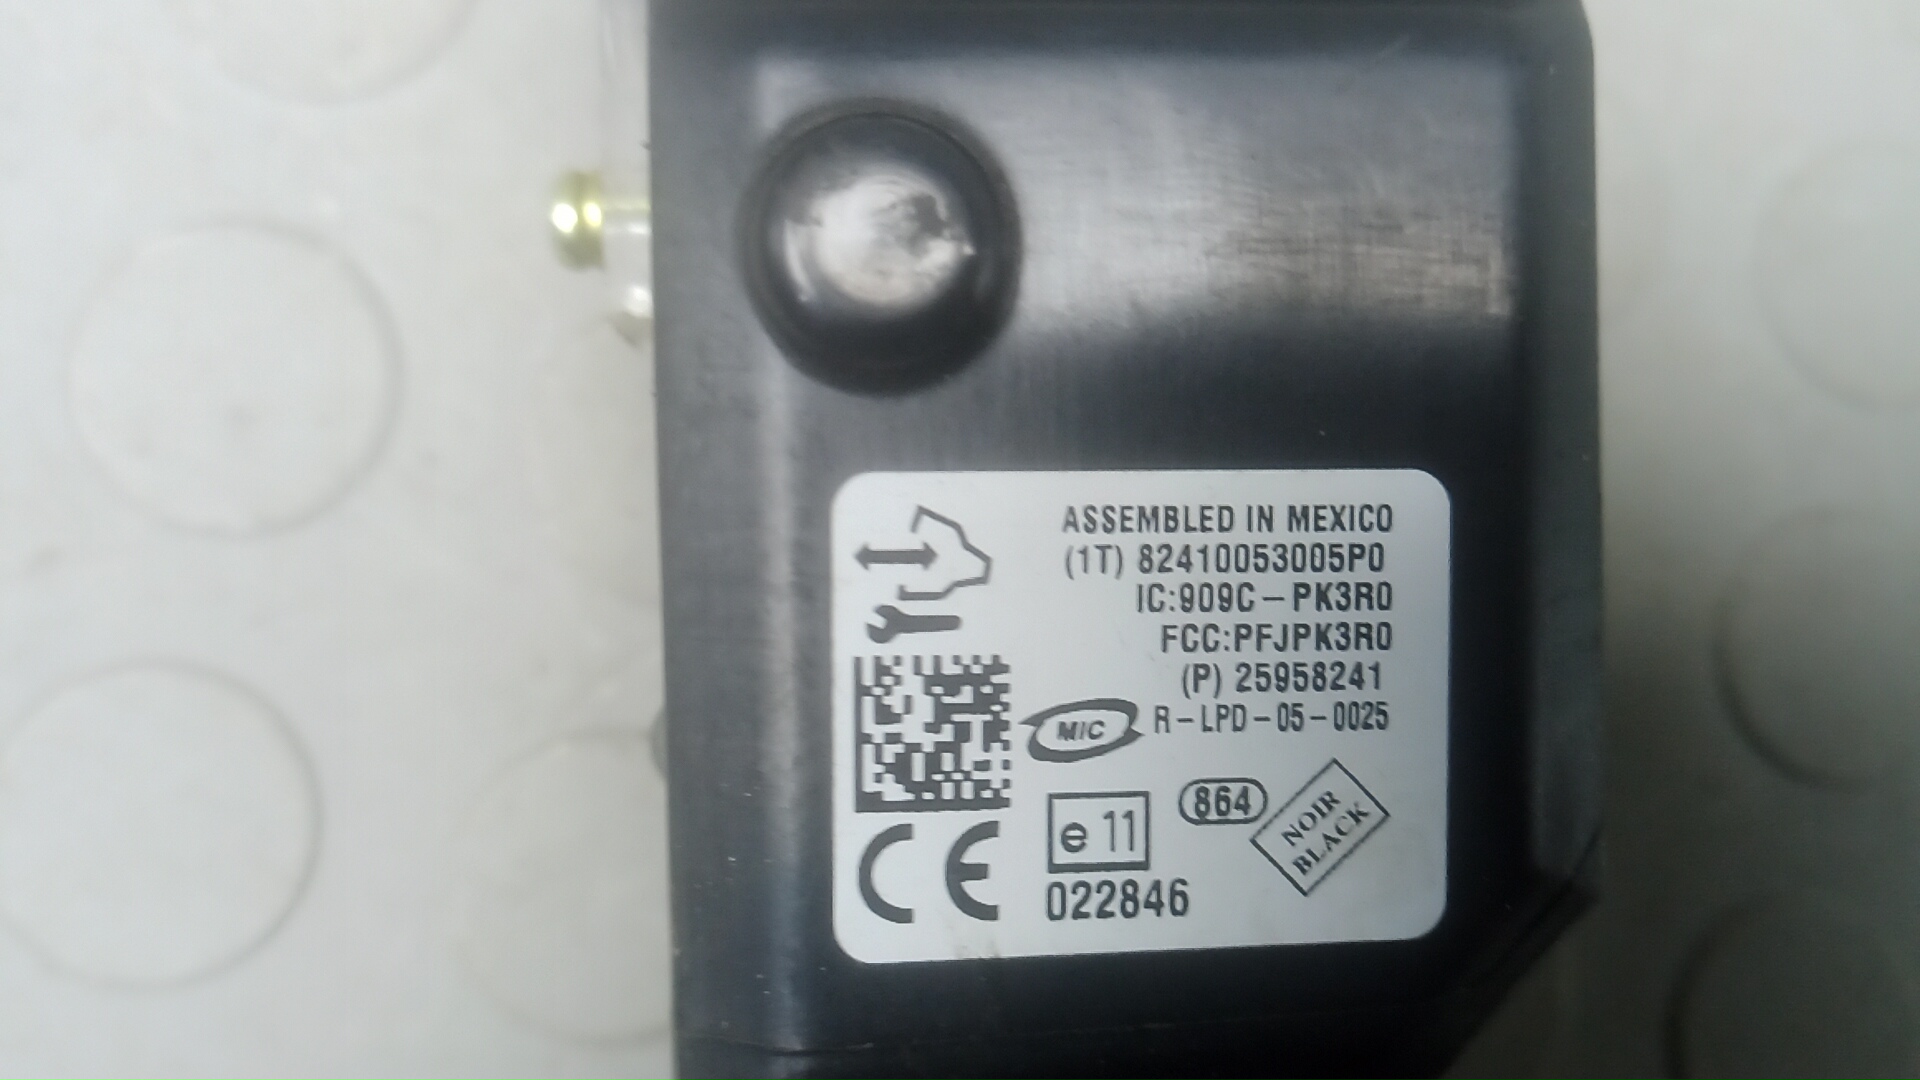 ASSEMBLED IN MEXICO
(1T) 82410053005P0
IC:909C-PK3R0
FCC:PFJPK3R0
(P) 25958241
MIC R-LPD-05-0025
864
NOIR
BLACK
e 11
CE
022846